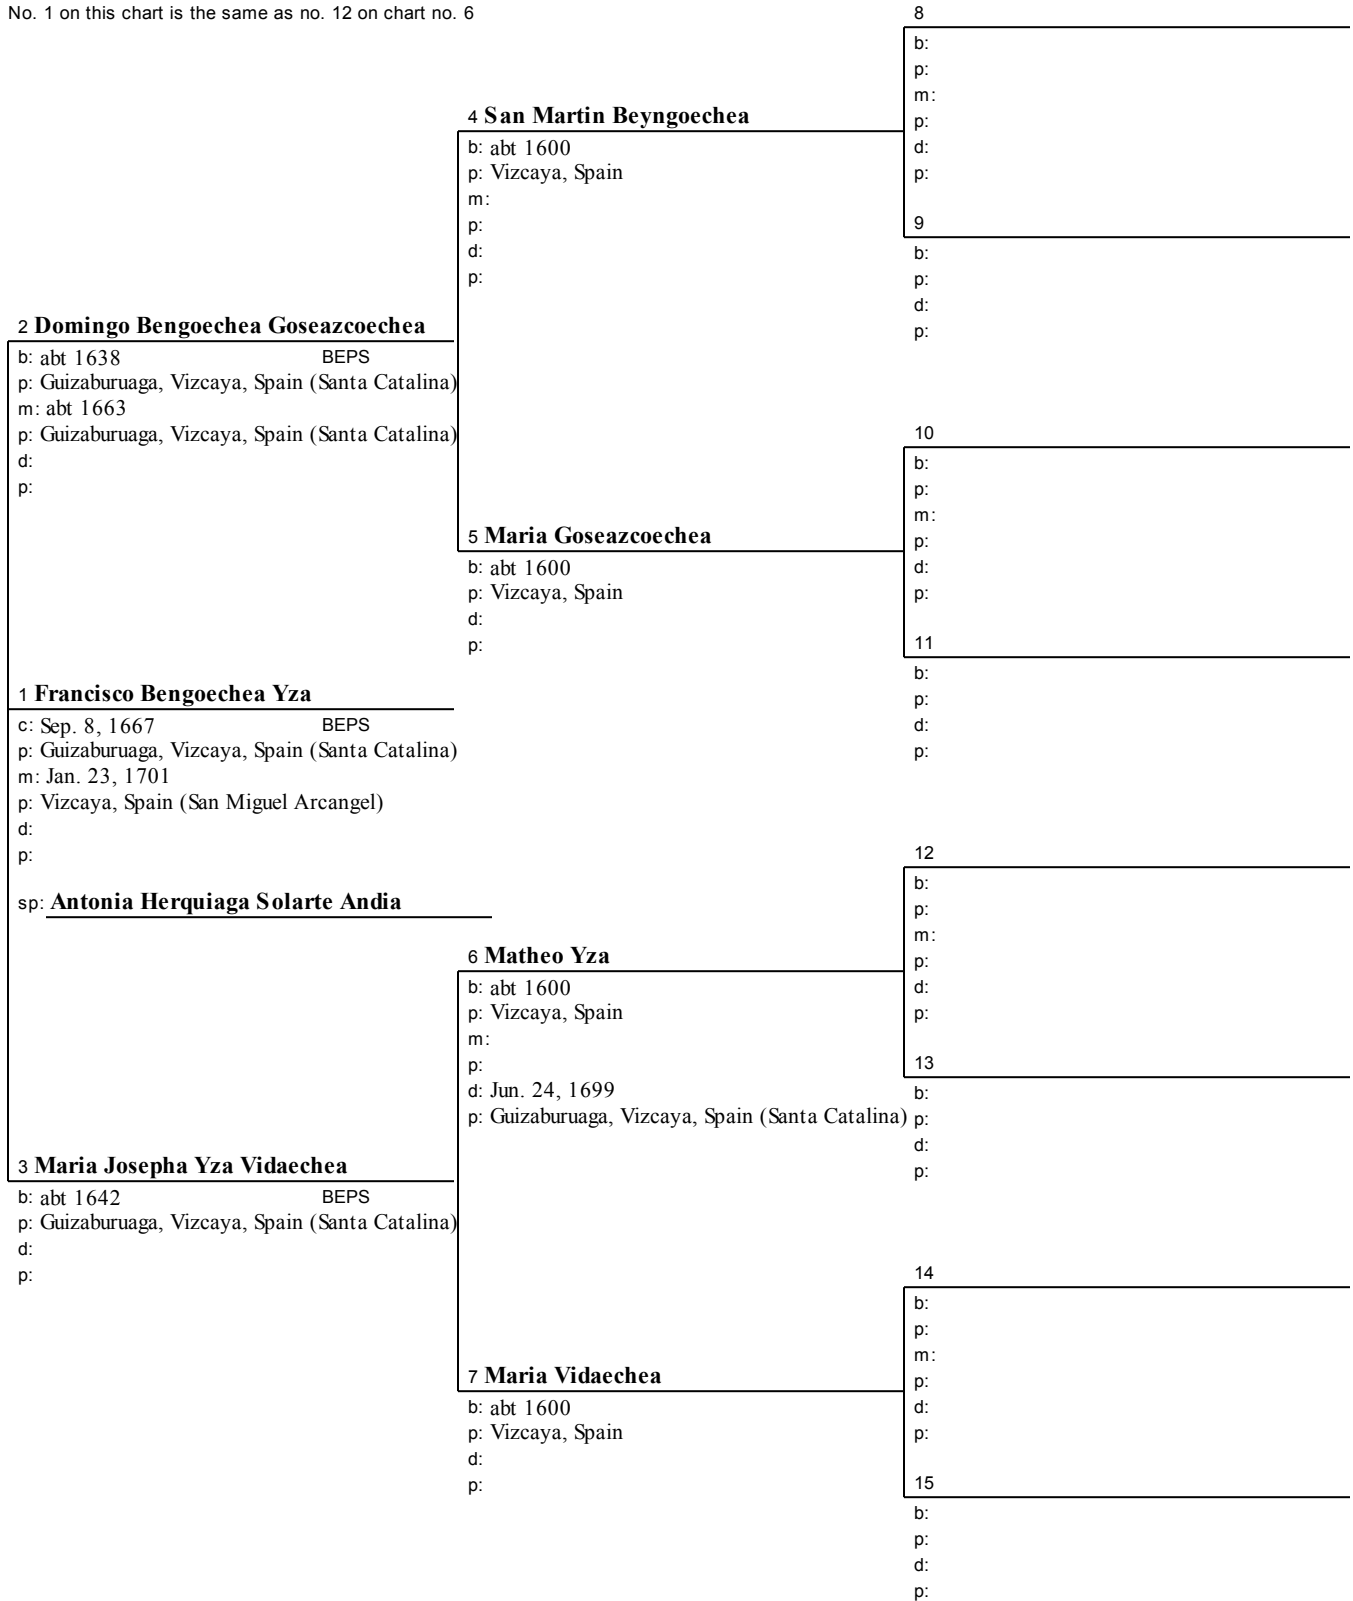 No. 1 on this chart is the same as no. 12 on chart no. 6
8
b:
p:
m:
p:
d:
p:
4 San Martin Beyngoechea
b: abt 1600
p: Vizcaya, Spain
m:
p:
d:
p:
9
b:
p:
d:
p:
2 Domingo Bengoechea Goseazcoechea
b: abt 1638 BEPS
p: Guizaburuaga, Vizcaya, Spain (Santa Catalina)
m: abt 1663
p: Guizaburuaga, Vizcaya, Spain (Santa Catalina)
d:
p:
10
b:
p:
m:
p:
d:
p:
5 Maria Goseazcoechea
b: abt 1600
p: Vizcaya, Spain
d:
p:
11
b:
p:
d:
p:
1 Francisco Bengoechea Yza
c: Sep. 8, 1667 BEPS
p: Guizaburuaga, Vizcaya, Spain (Santa Catalina)
m: Jan. 23, 1701
p: Vizcaya, Spain (San Miguel Arcangel)
d:
p:
sp: Antonia Herquiaga Solarte Andia
12
b:
p:
m:
p:
d:
p:
6 Matheo Yza
b: abt 1600
p: Vizcaya, Spain
m:
p:
d: Jun. 24, 1699
p: Guizaburuaga, Vizcaya, Spain (Santa Catalina)
13
b:
p:
d:
p:
3 Maria Josepha Yza Vidaechea
b: abt 1642 BEPS
p: Guizaburuaga, Vizcaya, Spain (Santa Catalina)
d:
p:
14
b:
p:
m:
p:
d:
p:
7 Maria Vidaechea
b: abt 1600
p: Vizcaya, Spain
d:
p:
15
b:
p:
d:
p: